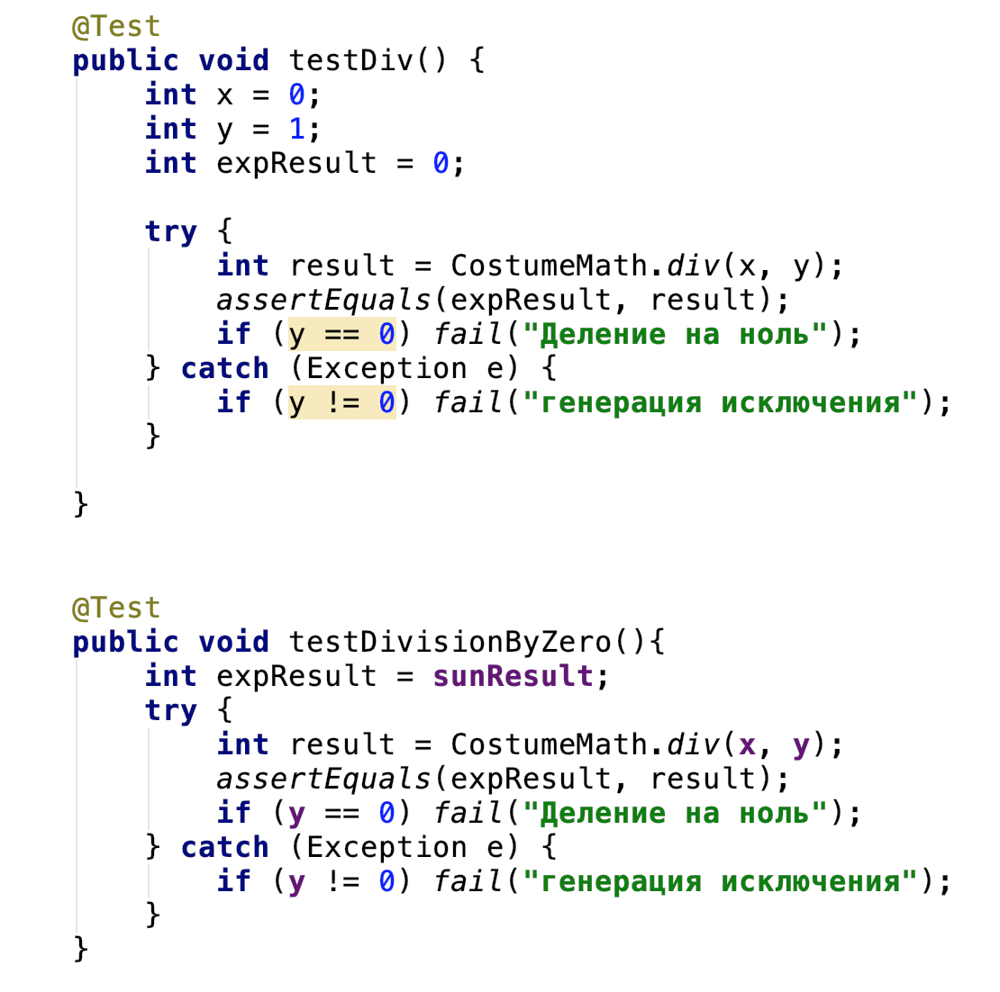 @Test
public void testDiv() {
int x = 0;
int y = 1;
int expResult = 0;
try {
int result = CostumeMath.div(x, y);
assertEquals(expResult, result);
if (y == 0) fail("Деление на ноль");
} catch (Exception e) {
if (y != 0) fail("генерация исключения");
}
}
@Test
public void testDivisionByZero(){
int expResult = sunResult;
try {
int result = CostumeMath.div(x, y);
assertEquals(expResult, result);
if (y == 0) fail("Деление на ноль");
} catch (Exception e) {
if (y != 0) fail("генерация исключения");
}
}